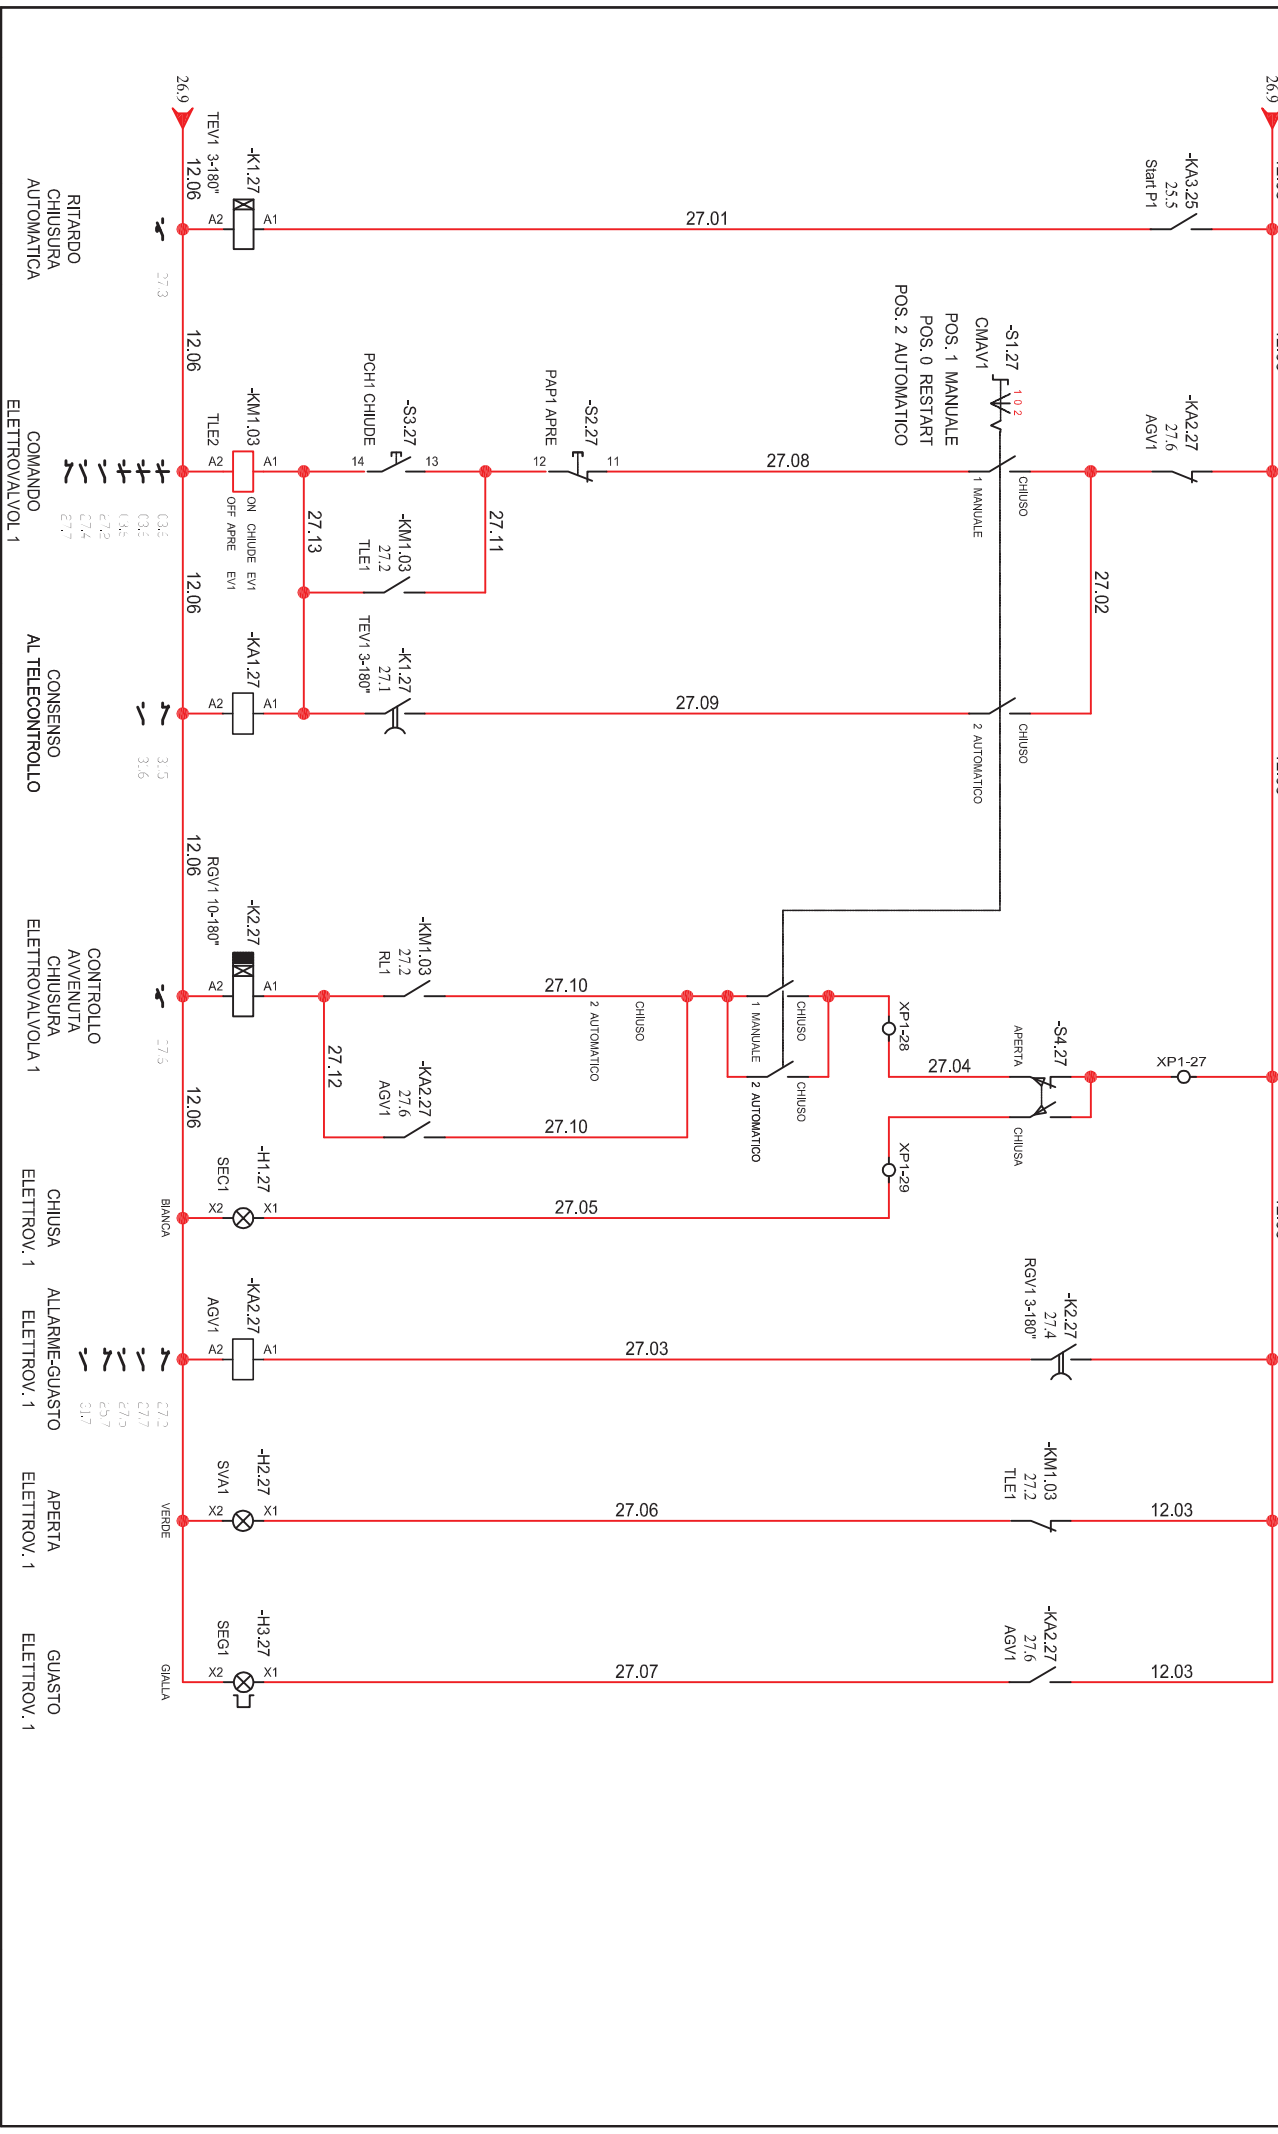 26.9
26.9
-KA3.25
25.5
Start P1
27.01
-K1.27
TEV1 3-180"
A1
A2
12.06
27.3
RITARDO
CHIUSURA
AUTOMATICA
-KA2.27
27.6
AGV1
27.02
-S1.27
CMAV1
1 0 2
POS. 1 MANUALE
POS. 0 RESTART
POS. 2 AUTOMATICO
CHIUSO
1 MANUALE
27.08
-S2.27
PAP1 APRE
11
12
27.11
-S3.27
PCH1 CHIUDE
13
14
-KM1.03
27.2
TLE1
27.13
-KM1.03
TLE2
A1
A2
ON CHIUDE EV1
OFF APRE EV1
12.06
27.2
27.4
27.7
COMANDO
ELETTROVALVOL 1
CHIUSO
2 AUTOMATICO
27.09
-K1.27
27.1
TEV1 3-180"
-KA1.27
A1
A2
12.06
CONSENSO
AL TELECONTROLLO
XP1-27
-S4.27
APERTA
CHIUSA
27.04
XP1-28
XP1-29
CHIUSO
1 MANUALE
CHIUSO
2 AUTOMATICO
CHIUSO
2 AUTOMATICO
27.10
27.10
-KM1.03
27.2
RL1
-KA2.27
27.6
AGV1
27.12
-K2.27
RGV1 10-180"
A1
A2
12.06
CONTROLLO
AVVENUTA
CHIUSURA
ELETTROVALVOLA 1
12.06
27.05
-H1.27
SEC1
X1
X2
BIANCA
CHIUSA
ELETTROV. 1
-K2.27
27.4
RGV1 3-180"
27.03
-KA2.27
AGV1
A1
A2
ALLARME-GUASTO
ELETTROV. 1
12.03
-KM1.03
27.2
TLE1
27.06
-H2.27
SVA1
X1
X2
VERDE
APERTA
ELETTROV. 1
12.03
-KA2.27
27.6
AGV1
27.07
-H3.27
SEG1
X1
X2
GIALLA
GUASTO
ELETTROV. 1